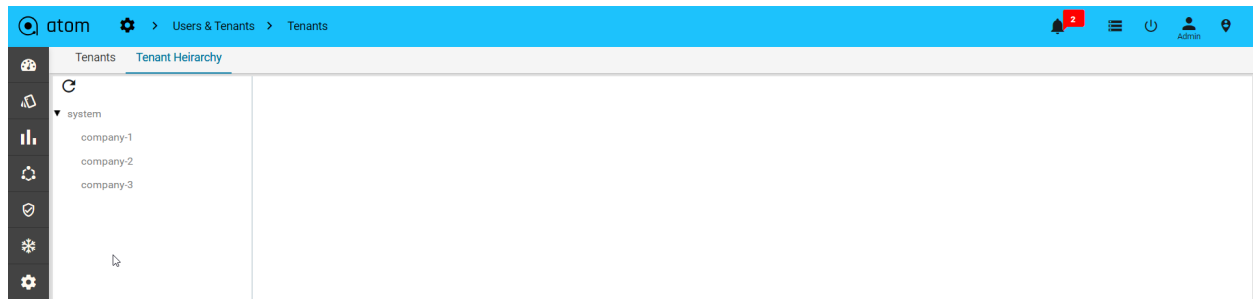 atom > Users & Tenants > Tenants 2 Admin
Tenants Tenant Heirarchy
system
company-1
company-2
company-3